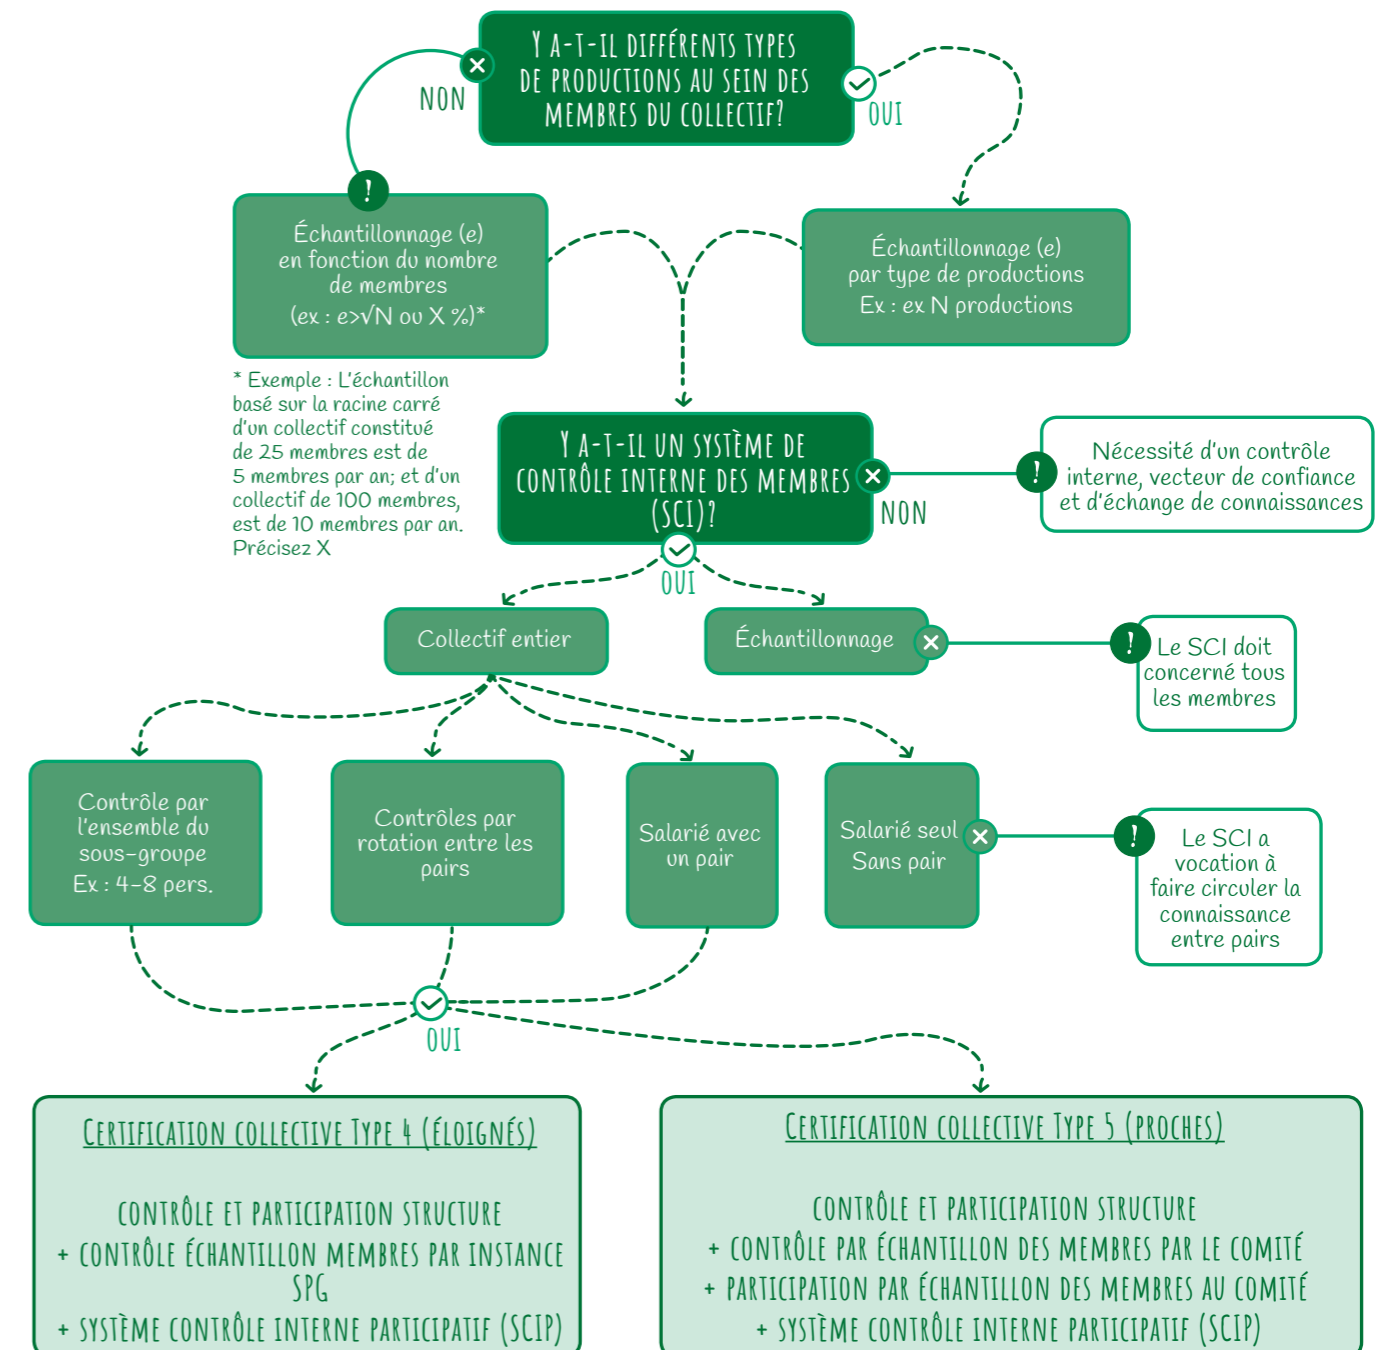 Y A-T-IL DIFFÉRENTS TYPES
DE PRODUCTIONS AU SEIN DES
MEMBRES DU COLLECTIF?
NON
OUI
!
Échantillonnage (e)
en fonction du nombre
de membres
(ex : e>√N ou X %)*
Échantillonnage (e)
par type de productions
Ex : ex N productions
* Exemple : L'échantillon
basé sur la racine carré
d'un collectif constitué
de 25 membres est de
5 membres par an; et d'un
collectif de 100 membres,
est de 10 membres par an.
Précisez X
Y A-T-IL UN SYSTÈME DE
CONTRÔLE INTERNE DES MEMBRES
(SCI)?
NON
OUI
!
Nécessité d'un contrôle
interne, vecteur de confiance
et d'échange de connaissances
Collectif entier
Échantillonnage
!
Le SCI doit
concerné tous
les membres
Contrôle par
l'ensemble du
sous-groupe
Ex : 4-8 pers.
Contrôles par
rotation entre les
pairs
Salarié avec
un pair
Salarié seul
Sans pair
!
Le SCI a
vocation à
faire circuler la
connaissance
entre pairs
OUI
CERTIFICATION COLLECTIVE TYPE 4 (ÉLOIGNÉS)
CONTRÔLE ET PARTICIPATION STRUCTURE
+ CONTRÔLE ÉCHANTILLON MEMBRES PAR INSTANCE
SPG
+ SYSTÈME CONTRÔLE INTERNE PARTICIPATIF (SCIP)
CERTIFICATION COLLECTIVE TYPE 5 (PROCHES)
CONTRÔLE ET PARTICIPATION STRUCTURE
+ CONTRÔLE PAR ÉCHANTILLON DES MEMBRES PAR LE COMITÉ
+ PARTICIPATION PAR ÉCHANTILLON DES MEMBRES AU COMITÉ
+ SYSTÈME CONTRÔLE INTERNE PARTICIPATIF (SCIP)